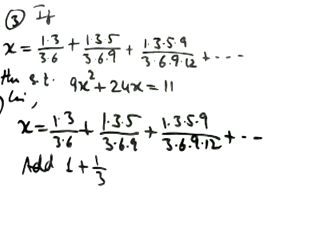 ③ If
x = 1·3/3·6 + 1·3·5/3·6·9 + 1·3·5·9/3·6·9·12 + ----
then s.t. 9x² + 24x = 11
x = 1·3/3·6 + 1·3·5/3·6·9 + 1·3·5·9/3·6·9·12 + --
Add 1 + 1/3